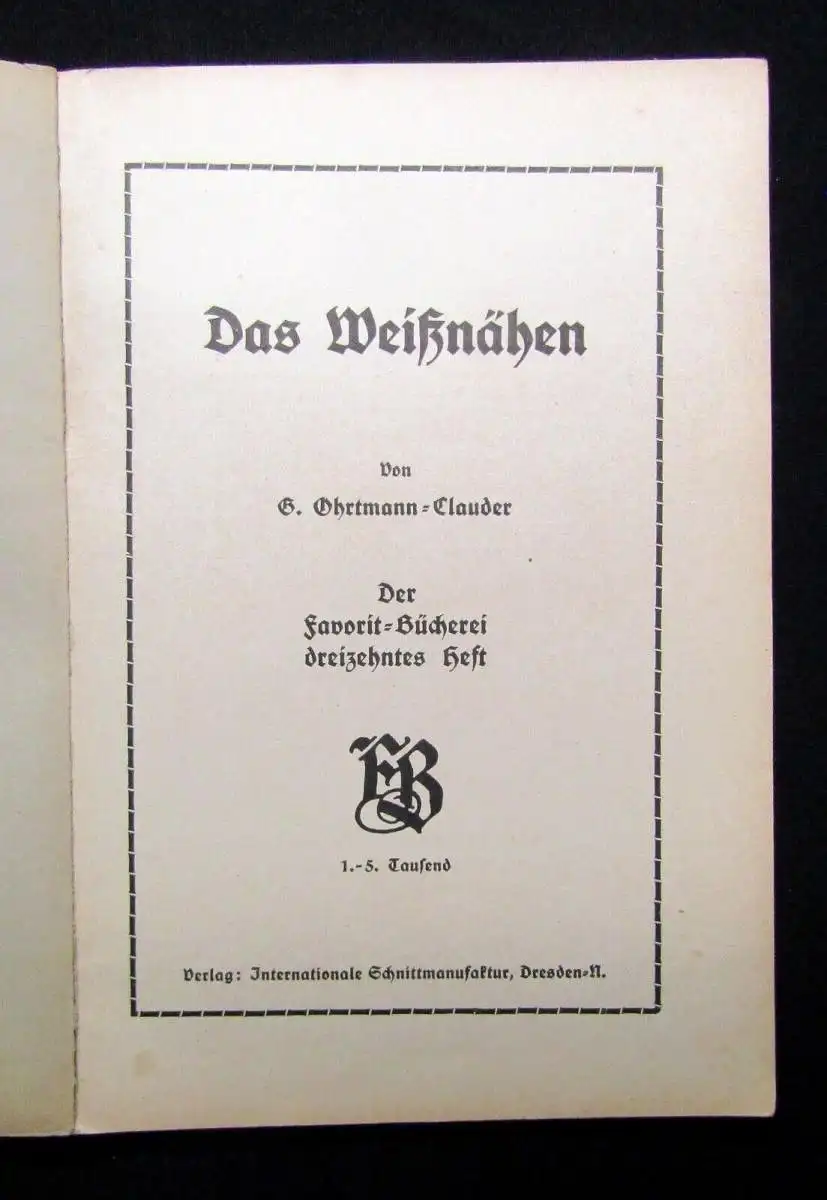 Das Weißnähen
Von
G. Ohrtmann-Clauder
Der
Favorit-Bücherei
dreizehntes Heft
FB
1.-5. Tausend
Verlag: Internationale Schnittmanufaktur, Dresden-N.